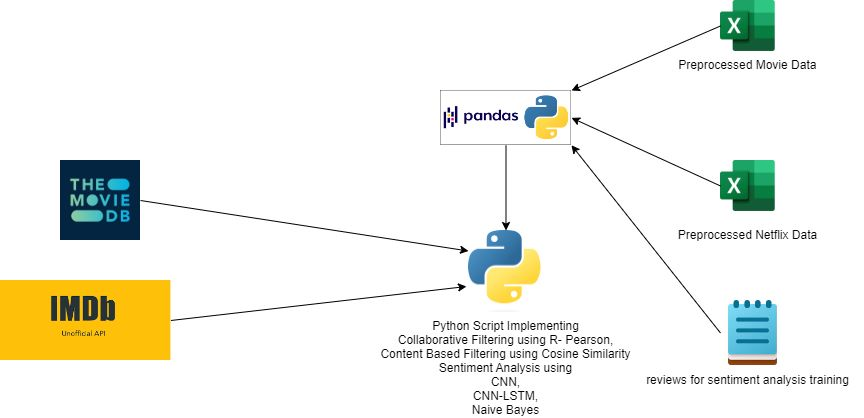 X
Preprocessed Movie Data
pandas
THE
MOVIE
DB
X
Preprocessed Netflix Data
IMDb
Unofficial API
Python Script Implementing
Collaborative Filtering using R- Pearson,
Content Based Filtering using Cosine Similarity
Sentiment Analysis using
CNN,
CNN-LSTM,
Naive Bayes
reviews for sentiment analysis training